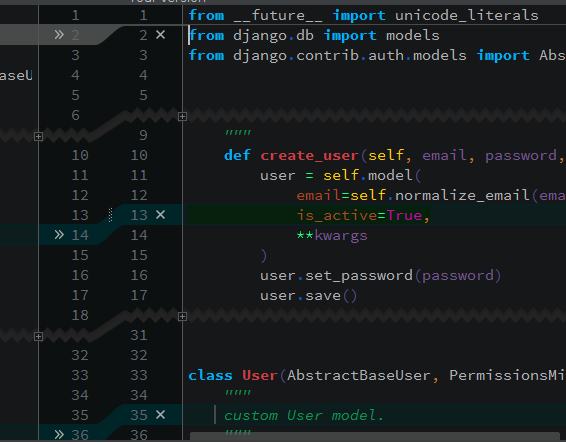 Your version
1 1 from __future__ import unicode_literals
» 2 2 × from django.db import models
3 3 from django.contrib.auth.models import Abs
aseU 4 4
5 5
6
9 """
10 10 def create_user(self, email, password,
11 11 user = self.model(
12 12 email=self.normalize_email(ema
13 13 × is_active=True,
» 14 14 **kwargs
15 15 )
16 16 user.set_password(password)
17 17 user.save()
18
31
32 32
33 33 class User(AbstractBaseUser, PermissionsMi
34 34 """
35 35 × custom User model.
» 36 36 """